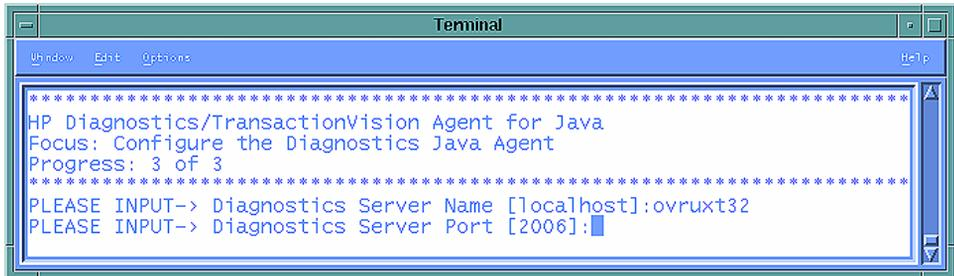 Terminal
Window Edit Options Help
************************************************************************
HP Diagnostics/TransactionVision Agent for Java
Focus: Configure the Diagnostics Java Agent
Progress: 3 of 3
************************************************************************
PLEASE INPUT-> Diagnostics Server Name [localhost]:ovruxt32
PLEASE INPUT-> Diagnostics Server Port [2006]: